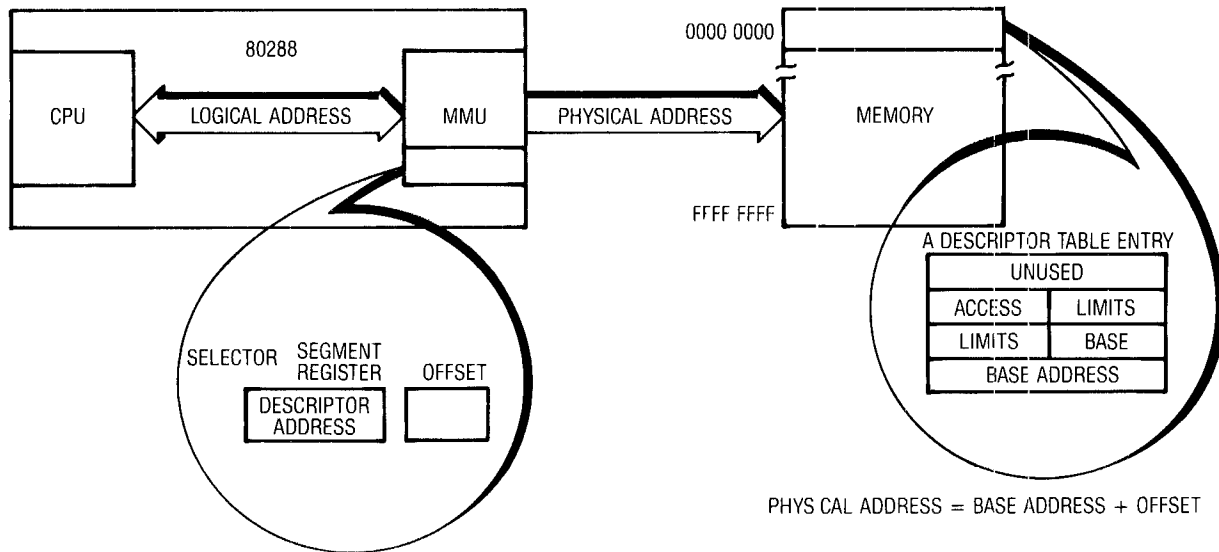 80288
CPU
LOGICAL ADDRESS
MMU
PHYSICAL ADDRESS
0000 0000
MEMORY
FFFF FFFF
SELECTOR
SEGMENT
REGISTER
OFFSET
DESCRIPTOR
ADDRESS
A DESCRIPTOR TABLE ENTRY
UNUSED
ACCESS
LIMITS
LIMITS
BASE
BASE ADDRESS
PHYS CAL ADDRESS = BASE ADDRESS + OFFSET